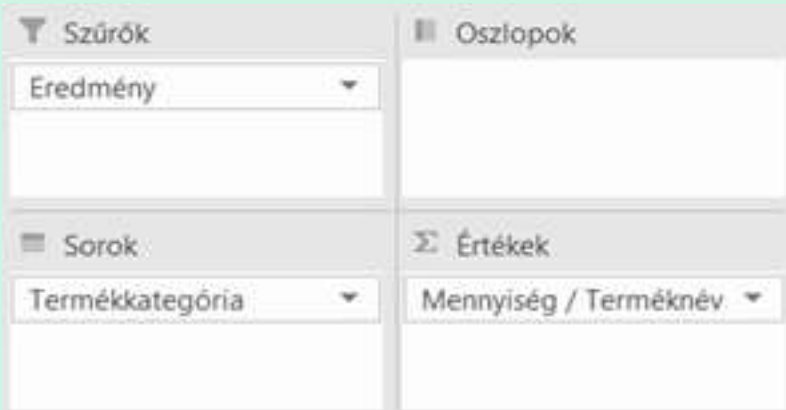 Szűrők
Oszlopok
Eredmény
Sorok
Értékek
Termékkategória
Mennyiség / Terméknév